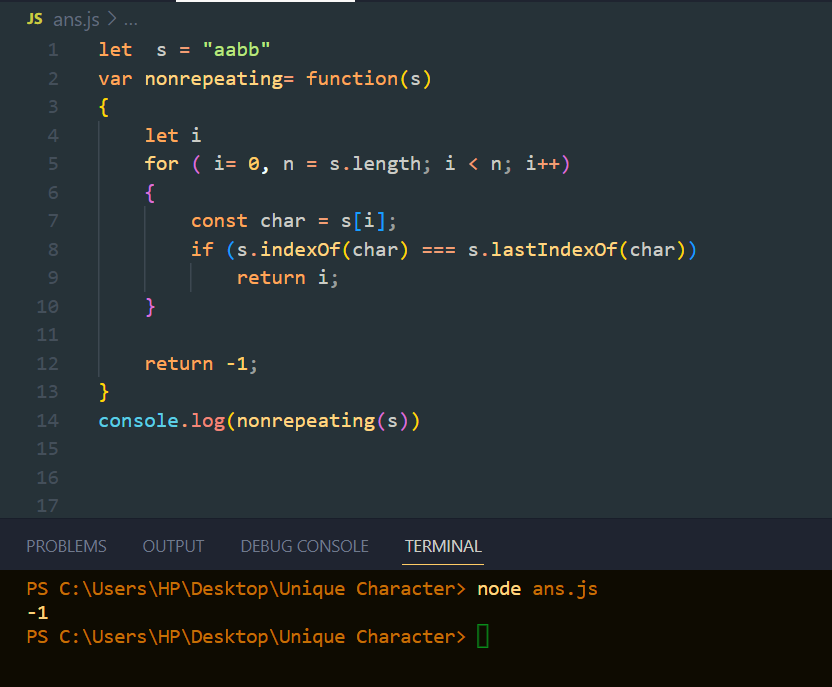 JS ans.js > ...
1 let  s = "aabb"
2 var nonrepeating= function(s)
3 {
4     let i
5     for ( i= 0, n = s.length; i < n; i++)
6     {
7         const char = s[i];
8         if (s.indexOf(char) === s.lastIndexOf(char))
9             return i;
10     }
11
12     return -1;
13 }
14 console.log(nonrepeating(s))
15
16
17
PROBLEMS OUTPUT DEBUG CONSOLE TERMINAL
PS C:\Users\HP\Desktop\Unique Character> node ans.js
-1
PS C:\Users\HP\Desktop\Unique Character>